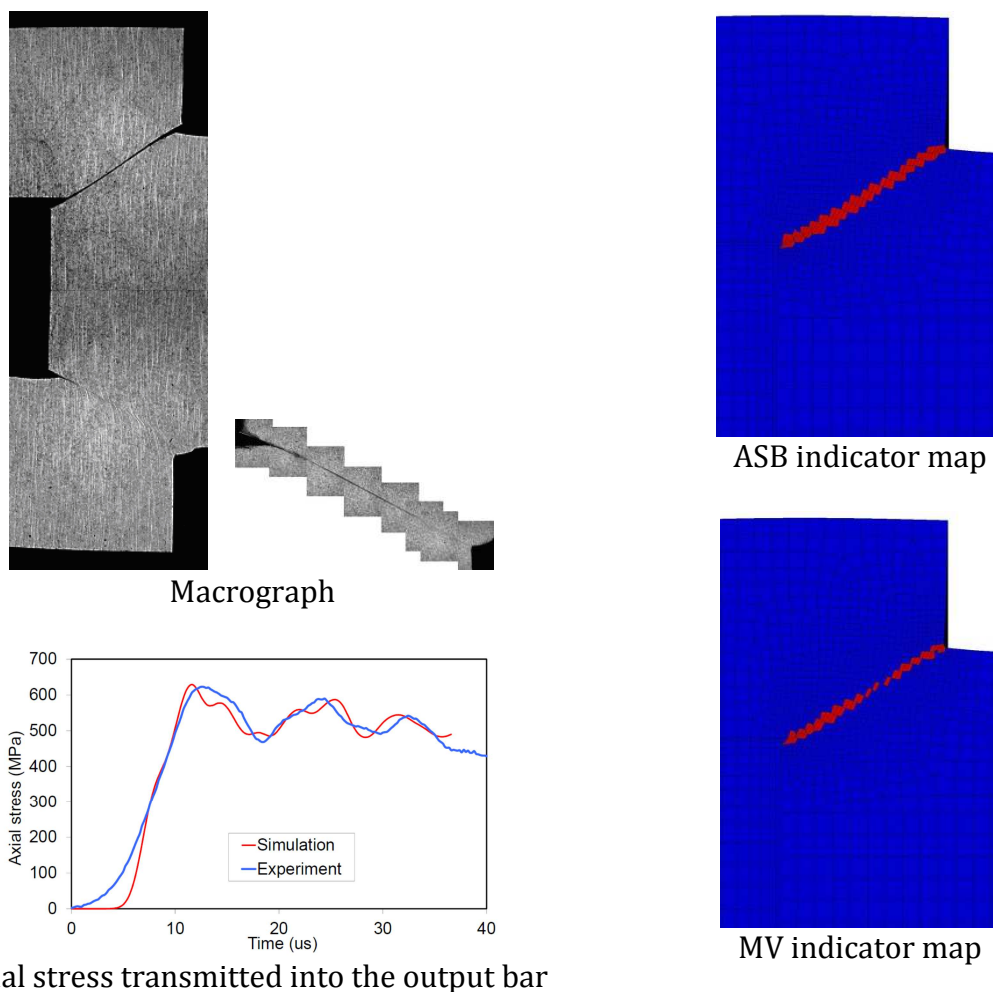 ASB indicator map
Macrograph
700
600
500
400
300
200
100
0
Axial stress (MPa)
Simulation
Experiment
0
10
20
30
40
Time (us)
al stress transmitted into the output bar
MV indicator map